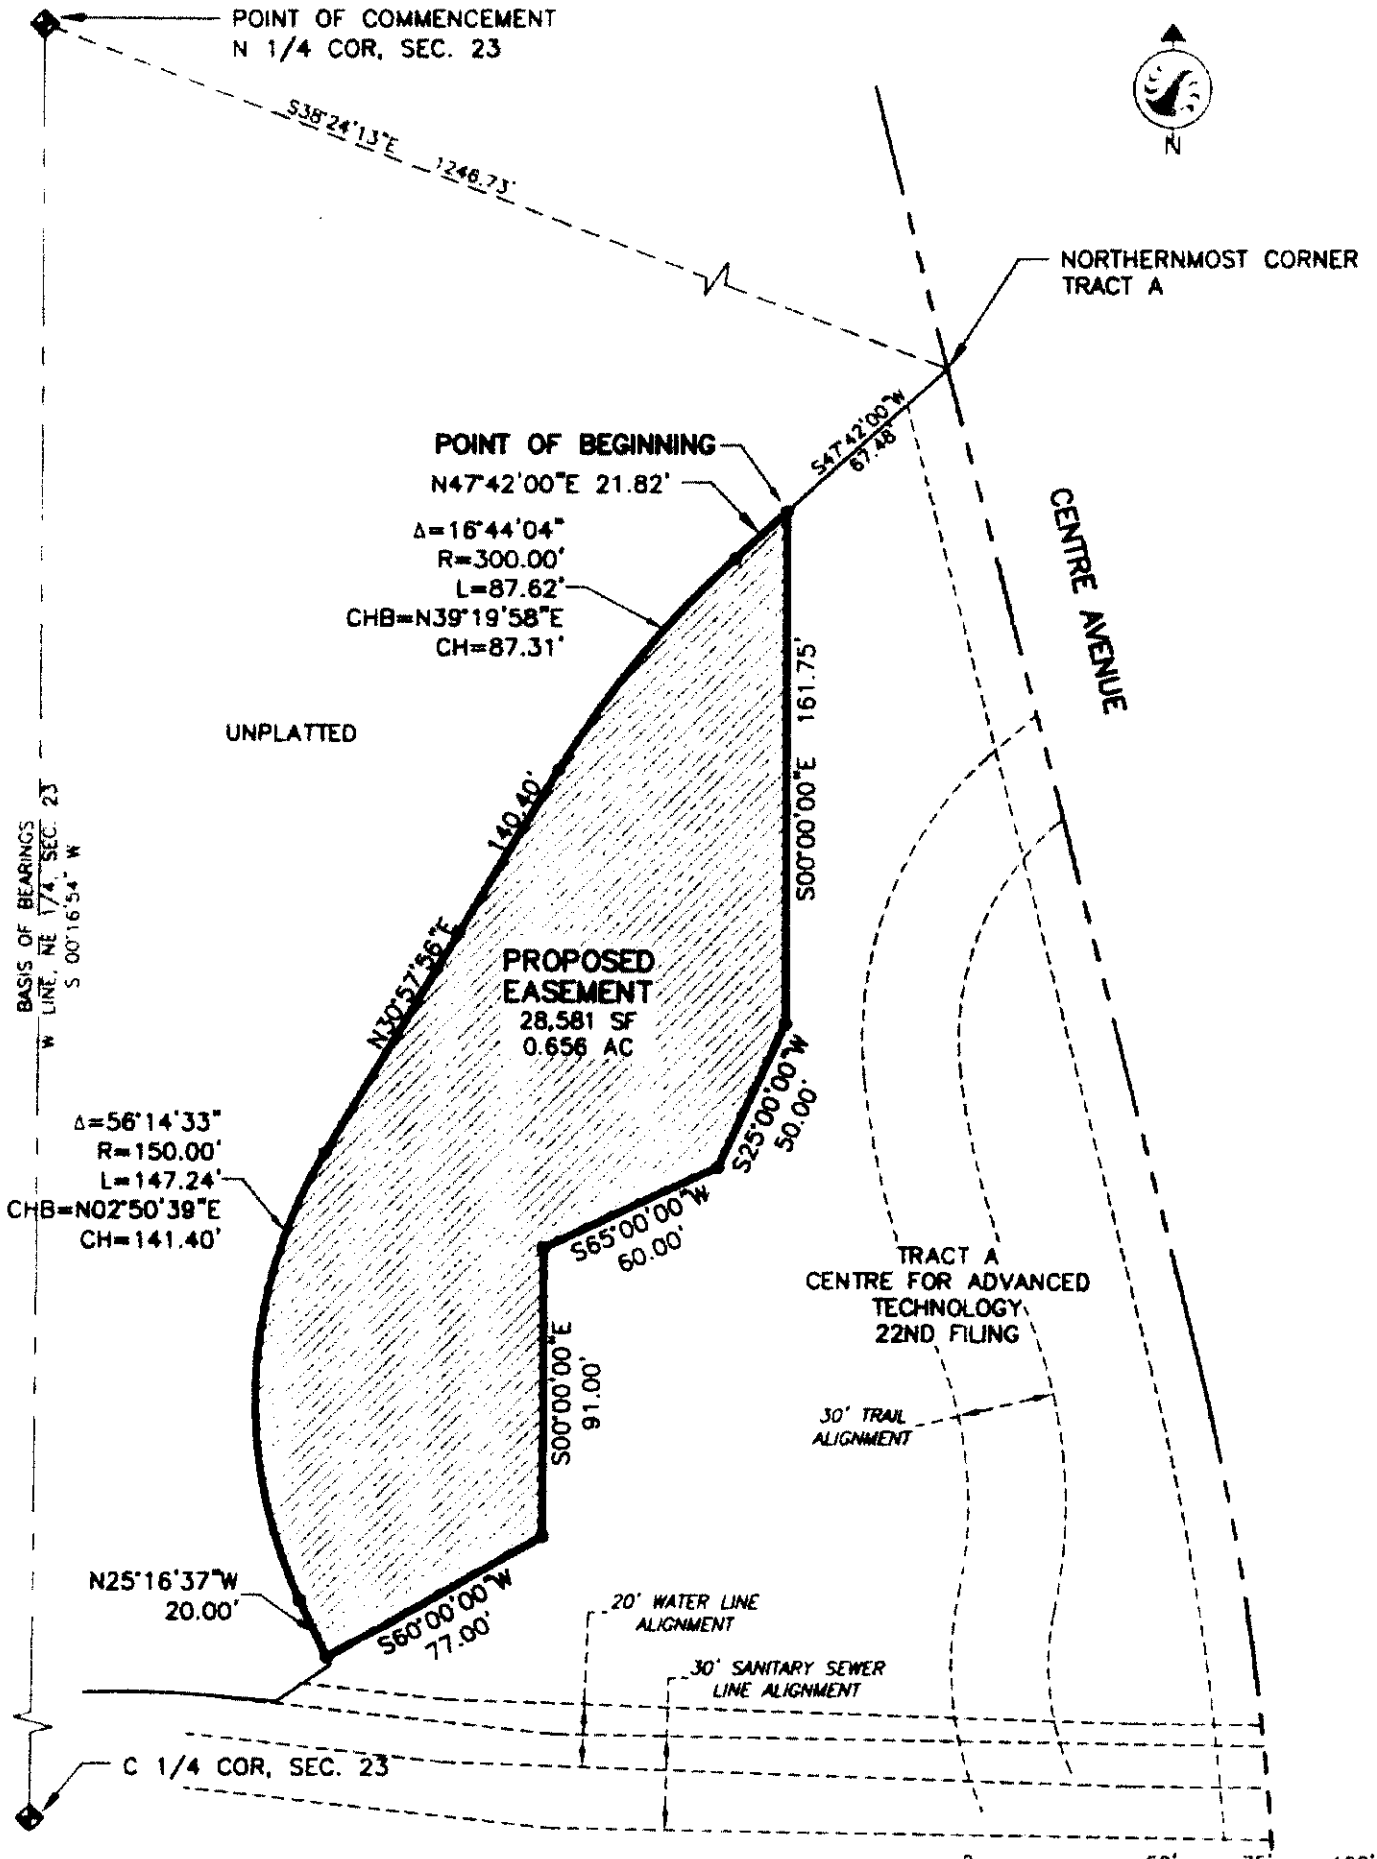 POINT OF COMMENCEMENT
N 1/4 COR, SEC. 23
N
S38°24'13"E 1246.73'
NORTHERNMOST CORNER
TRACT A
S47°42'00"W
67.48'
POINT OF BEGINNING
N47°42'00"E 21.82'
Δ=16°44'04"
R=300.00'
L=87.62'
CHB=N39°19'58"E
CH=87.31'
CENTRE AVENUE
UNPLATTED
S00°00'00"E 161.75'
N30°57'56"E 140.40'
BASIS OF BEARINGS
W LINE, NE 1/4, SEC. 23
S 00°16'54" W
PROPOSED
EASEMENT
28,581 SF
0.656 AC
S25°00'00"W
50.00'
Δ=56°14'33"
R=150.00'
L=147.24'
CHB=N02°50'39"E
CH=141.40'
S65°00'00"W
60.00'
TRACT A
CENTRE FOR ADVANCED
TECHNOLOGY
22ND FILING
S00°00'00"E
91.00'
30' TRAIL
ALIGNMENT
N25°16'37"W
20.00'
S60°00'00"W
77.00'
20' WATER LINE
ALIGNMENT
30' SANITARY SEWER
LINE ALIGNMENT
C 1/4 COR, SEC. 23